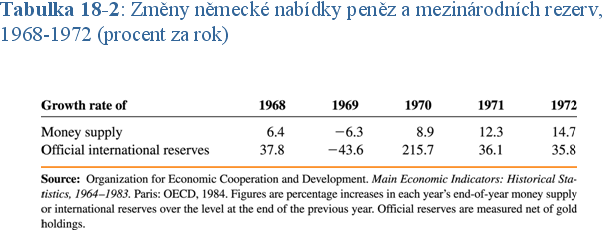 Tabulka 18-2: Změny německé nabídky peněz a mezinárodních rezerv,
1968-1972 (procent za rok)
Growth rate of 1968 1969 1970 1971 1972
Money supply 6.4 −6.3 8.9 12.3 14.7
Official international reserves 37.8 −43.6 215.7 36.1 35.8
Source: Organization for Economic Cooperation and Development. Main Economic Indicators: Historical Sta-
tistics, 1964–1983. Paris: OECD, 1984. Figures are percentage increases in each year's end-of-year money supply
or international reserves over the level at the end of the previous year. Official reserves are measured net of gold
holdings.